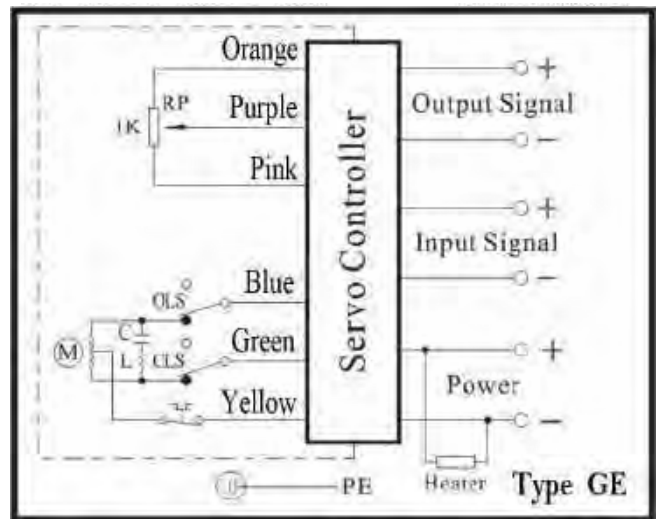 Orange
+
RP
Purple
Output Signal
1K
−
Pink
Servo Controller
+
Input Signal
Blue
OLS
−
C
Green
M
L
CLS
+
Power
Yellow
−
PE
Heater
Type GE